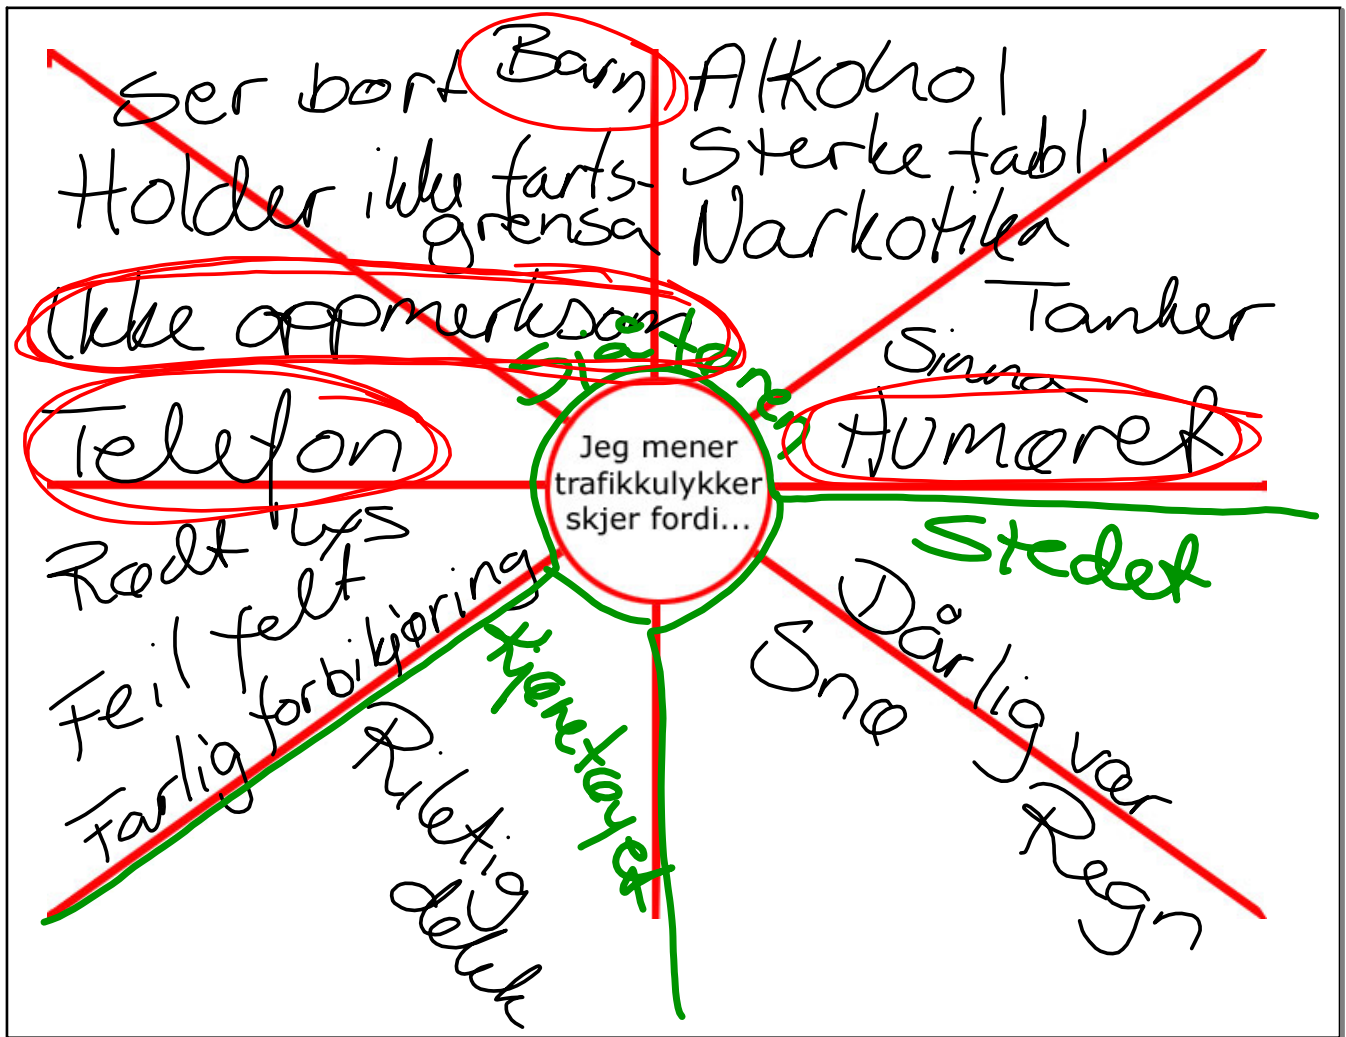 Ser bort
Barn
Holder ikke farts-
grensa
Ikke oppmerksom
Telefon
Alkohol
Sterke tabl.
Narkotika
Tanker
Sinna
Humøret
Sjåføren
Jeg mener
trafikkulykker
skjer fordi...
Stedet
Dårlig vær
Snø
Regn
Kjøretøyet
Riktig
dekk
Rødt lys
Feil felt
Farlig forbikjøring